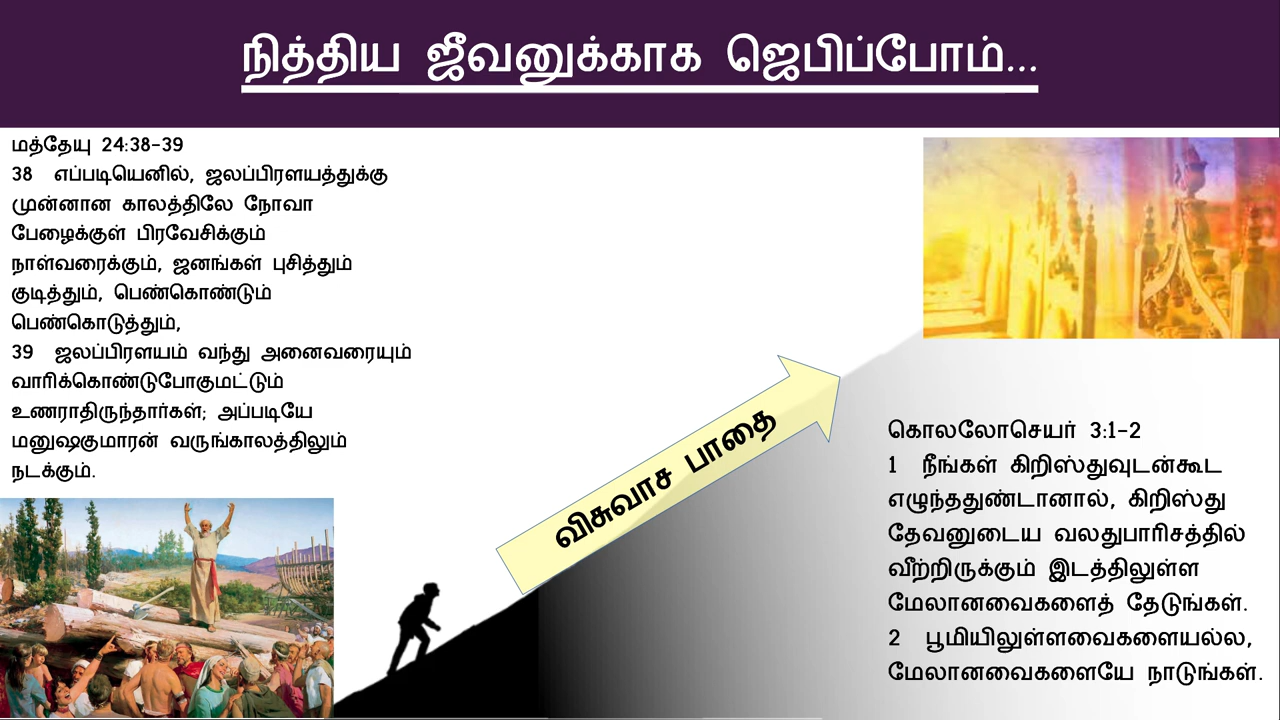 நித்திய ஜீவனுக்காக ஜெபிப்போம்...
மத்தேயு 24:38-39
38 எப்படியெனில், ஜலப்பிரளயத்துக்கு
முன்னான காலத்திலே நோவா
பேழைக்குள் பிரவேசிக்கும்
நாள்வரைக்கும், ஜனங்கள் புசித்தும்
குடித்தும், பெண்கொண்டும்
பெண்கொடுத்தும்,
39 ஜலப்பிரளயம் வந்து அனைவரையும்
வாரிக்கொண்டுபோகுமட்டும்
உணராதிருந்தார்கள்; அப்படியே
மனுஷகுமாரன் வருங்காலத்திலும்
நடக்கும்.
விசுவாச பாதை
கொலலோசெயர் 3:1-2
1 நீங்கள் கிறிஸ்துவுடன்கூட
எழுந்ததுண்டானால், கிறிஸ்து
தேவனுடைய வலதுபாரிசத்தில்
வீற்றிருக்கும் இடத்திலுள்ள
மேலானவைகளைத் தேடுங்கள்.
2 பூமியிலுள்ளவைகளையல்ல,
மேலானவைகளையே நாடுங்கள்.